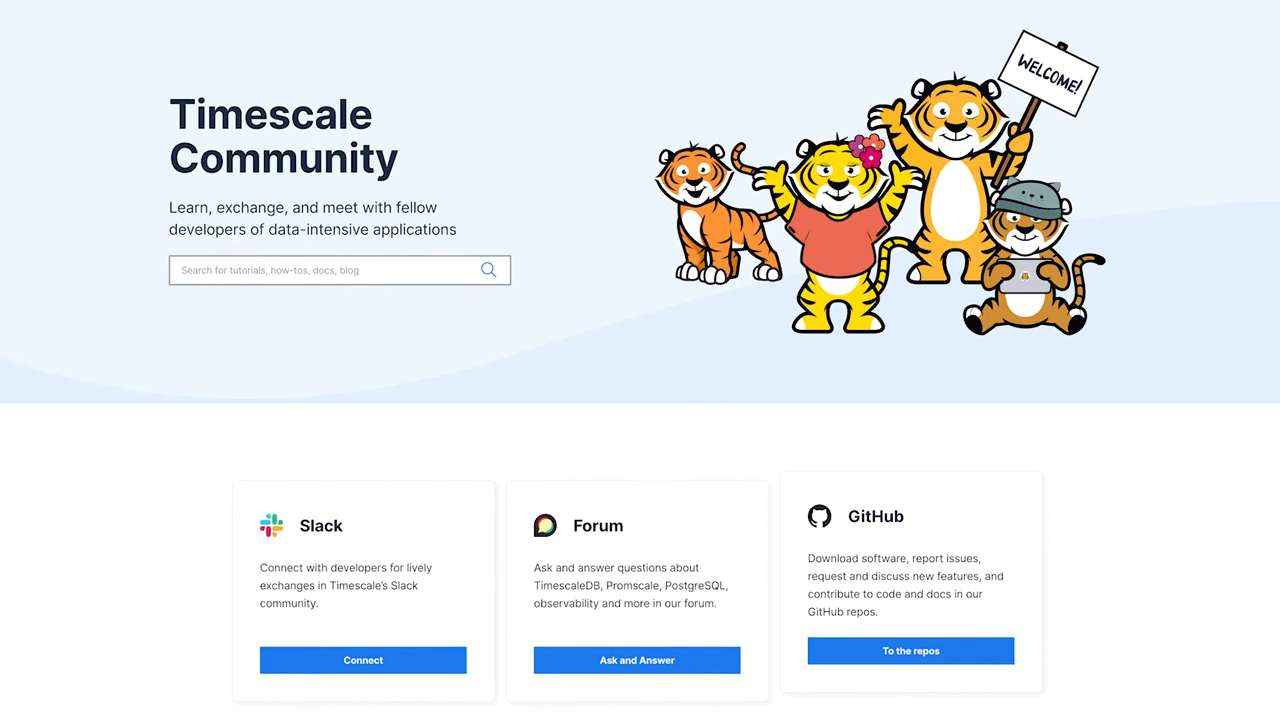 Timescale
Community
Learn, exchange, and meet with fellow
developers of data-intensive applications
Search for tutorials, how-tos, docs, blog
WELCOME!
Slack
Connect with developers for lively
exchanges in Timescale's Slack
community.
Connect
Forum
Ask and answer questions about
TimescaleDB, Promscale, PostgreSQL,
observability and more in our forum.
Ask and Answer
GitHub
Download software, report issues,
request and discuss new features, and
contribute to code and docs in our
GitHub repos.
To the repos